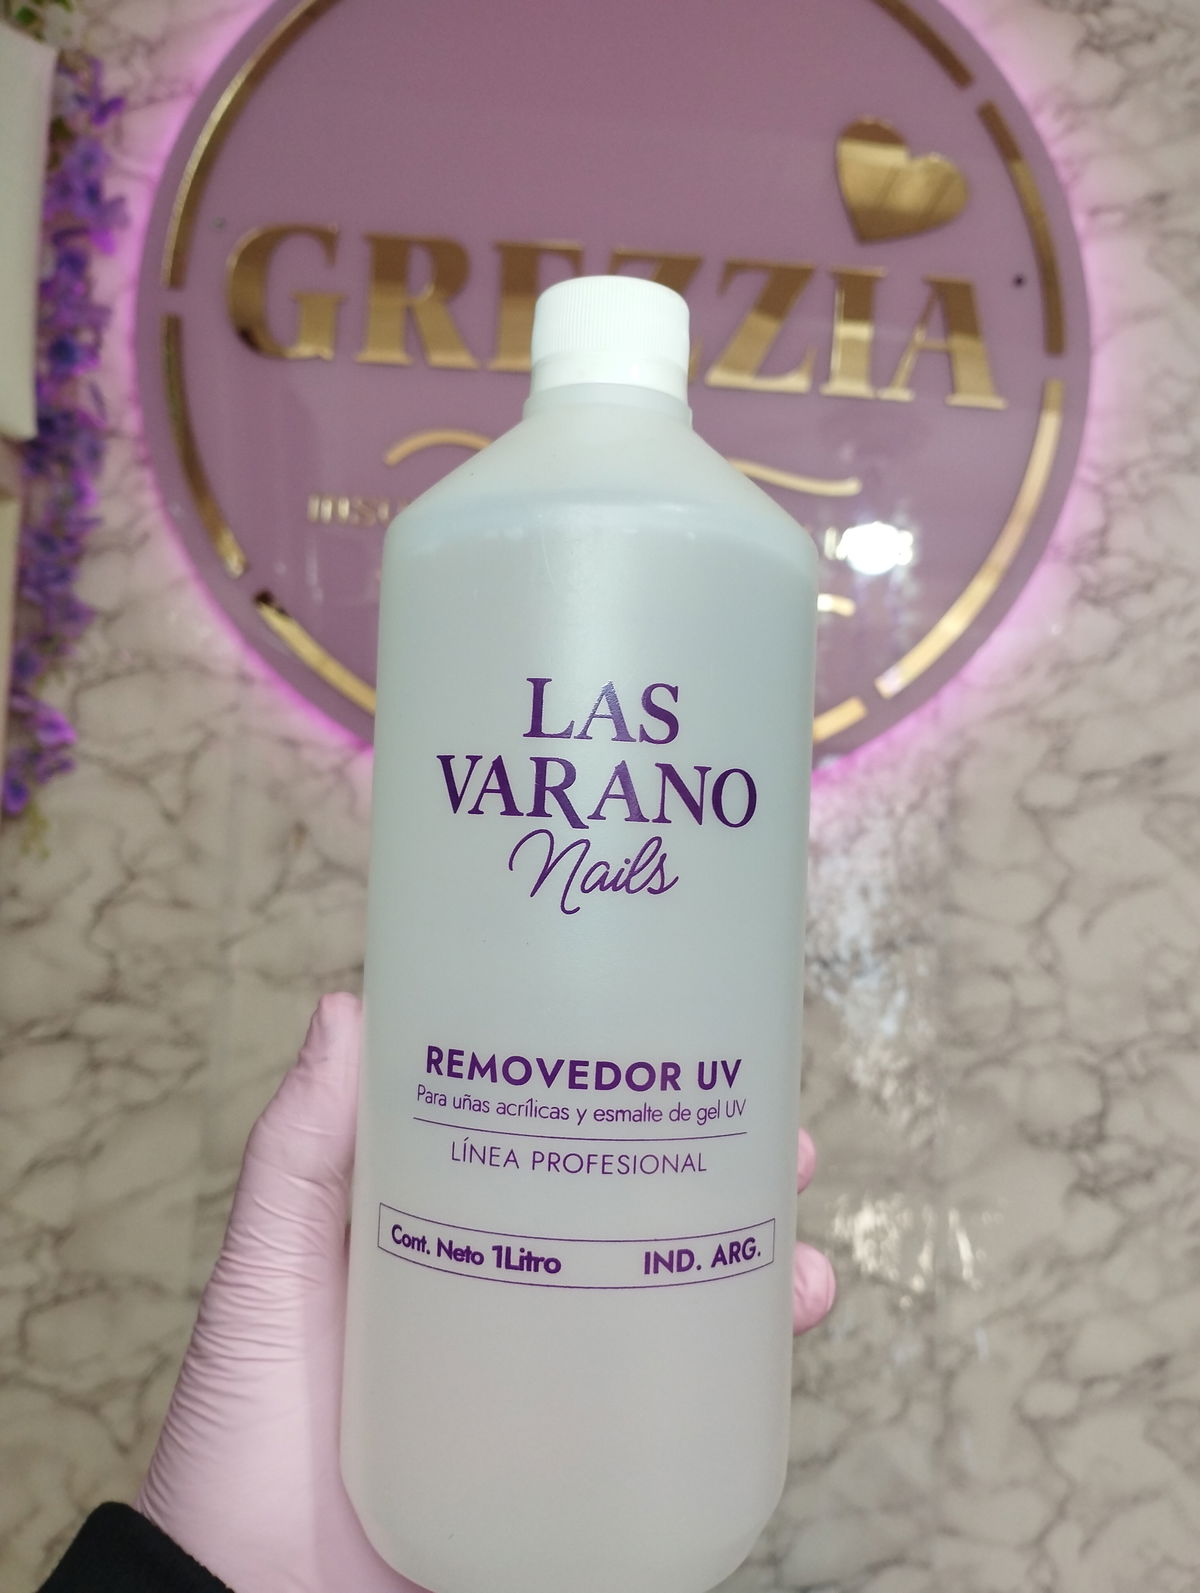 GREZZIA
LAS
VARANO
Nails
REMOVEDOR UV
Para uñas acrílicas y esmalte de gel UV
LÍNEA PROFESIONAL
Cont. Neto 1Litro IND. ARG.